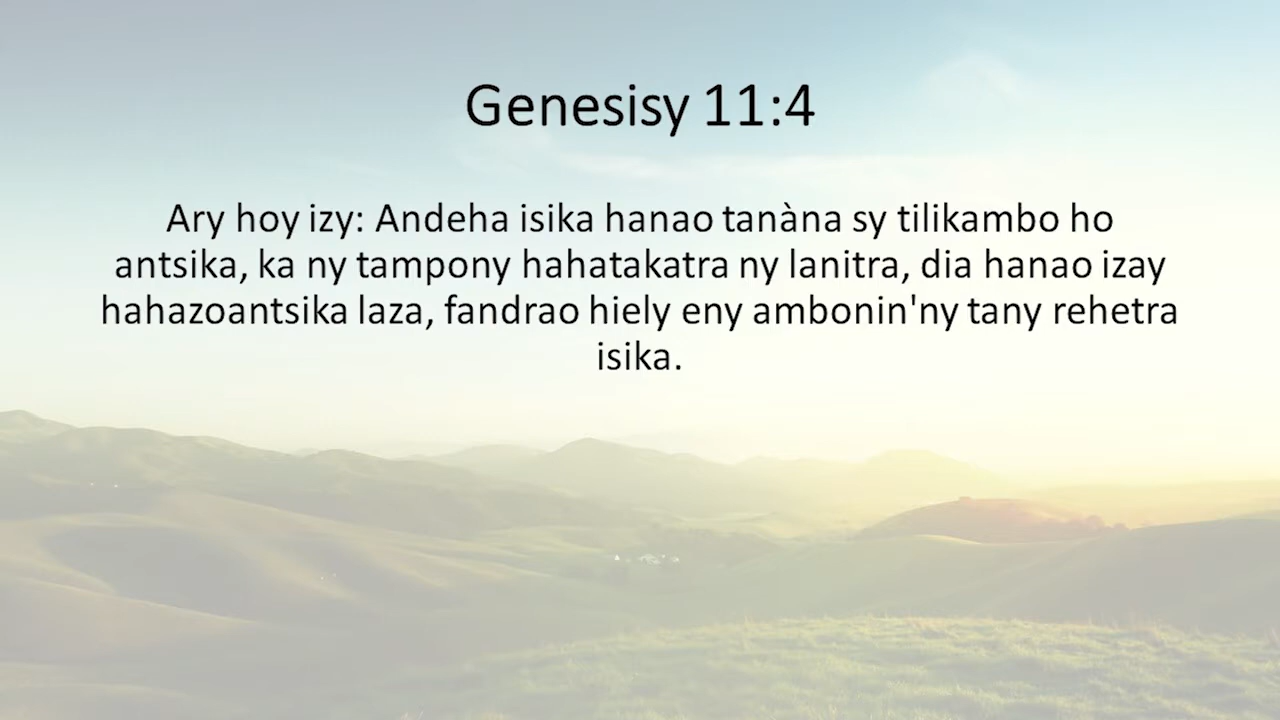 Genesisy 11:4
Ary hoy izy: Andeha isika hanao tanàna sy tilikambo ho
antsika, ka ny tampony hahatakatra ny lanitra, dia hanao izay
hahazoantsika laza, fandrao hiely eny ambonin'ny tany rehetra
isika.